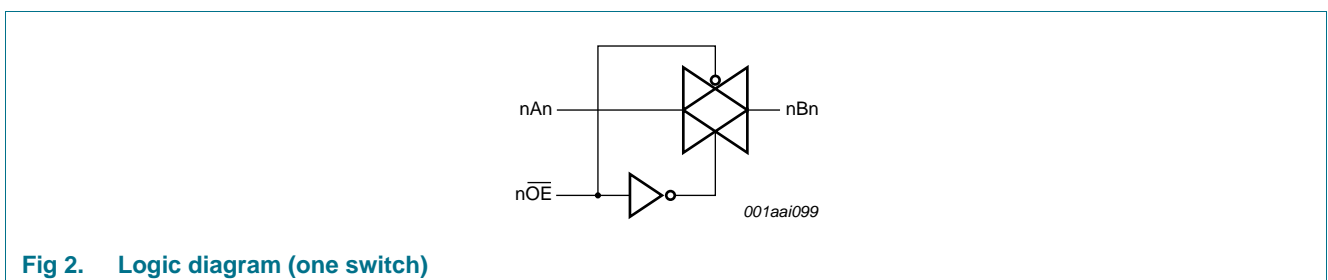 nAn
nBn
nOE
001aai099
Fig 2. Logic diagram (one switch)